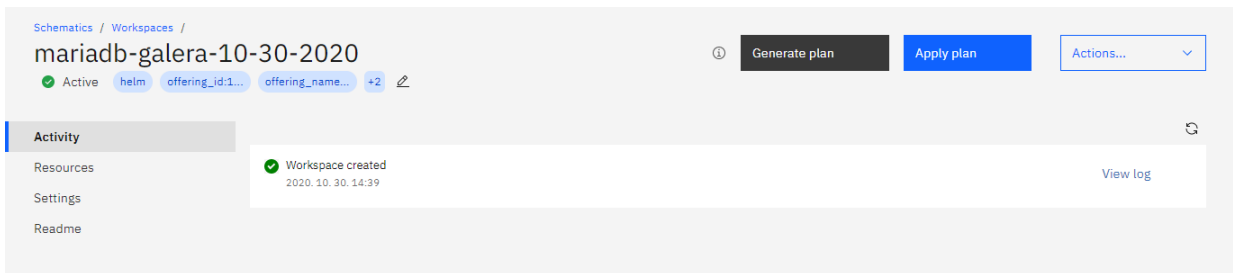 Schematics / Workspaces /
mariadb-galera-10-30-2020
Generate plan
Apply plan
Actions...
Active helm offering_id:1... offering_name... +2
Activity
Resources
Settings
Readme
Workspace created
2020. 10. 30. 14:39
View log